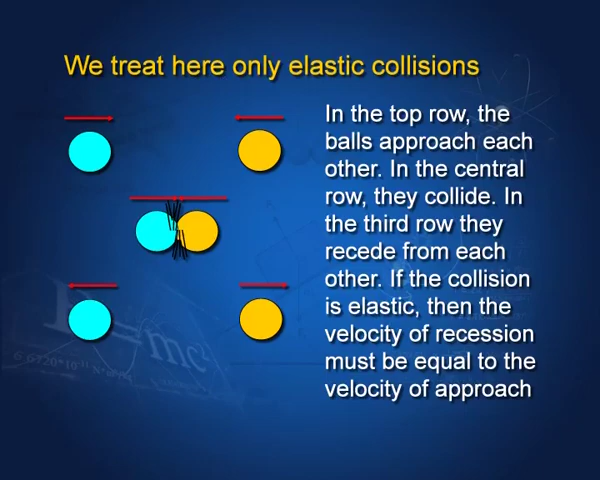 We treat here only elastic collisions
In the top row, the
balls approach each
other. In the central
row, they collide. In
the third row they
recede from each
other. If the collision
is elastic, then the
velocity of recession
must be equal to the
velocity of approach